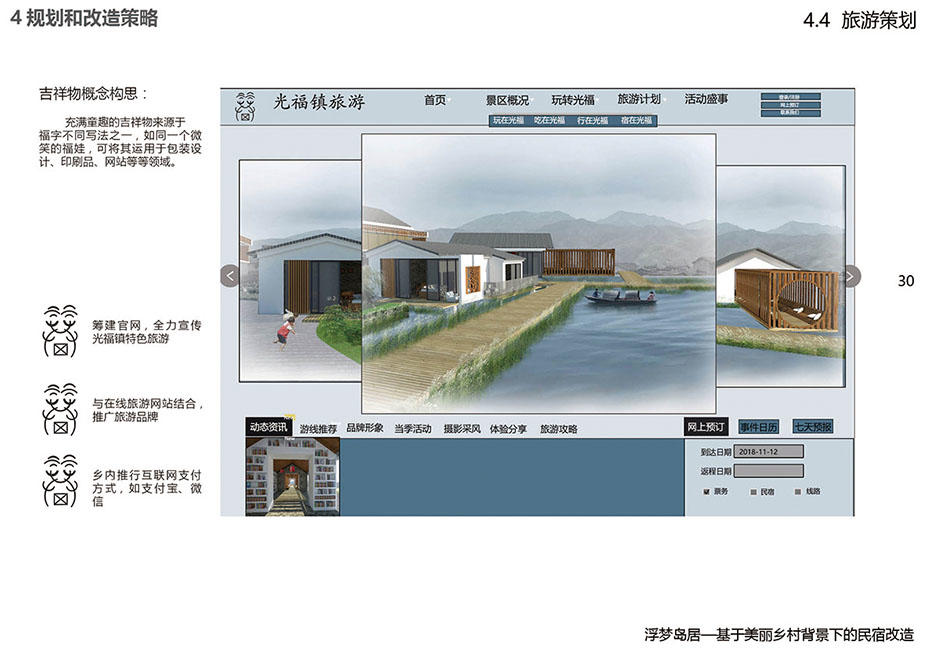 4 规划和改造策略
4.4 旅游策划
吉祥物概念构思：
充满童趣的吉祥物来源于
福字不同写法之一，如同一个微
笑的福娃，可将其运用于包装设
计、印刷品、网站等等领域。
筹建官网，全力宣传
光福镇特色旅游
与在线旅游网站结合，
推广旅游品牌
乡内推行互联网支付
方式，如支付宝、微
信
光福镇旅游
首页 景区概况 玩转光福 旅游计划 活动盛事
登录/注册
网上预订
联系我们
玩在光福 吃在光福 行在光福 宿在光福
动态资讯 游线推荐 品牌形象 当季活动 摄影采风 体验分享 旅游攻略
网上预订 事件日历 七天预报
到达日期 2018-11-12
返程日期
票务 民宿 线路
30
浮梦岛居—基于美丽乡村背景下的民宿改造